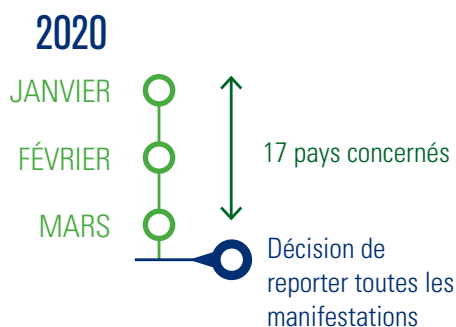 2020
JANVIER
FÉVRIER
17 pays concernés
MARS
Décision de
reporter toutes les
manifestations